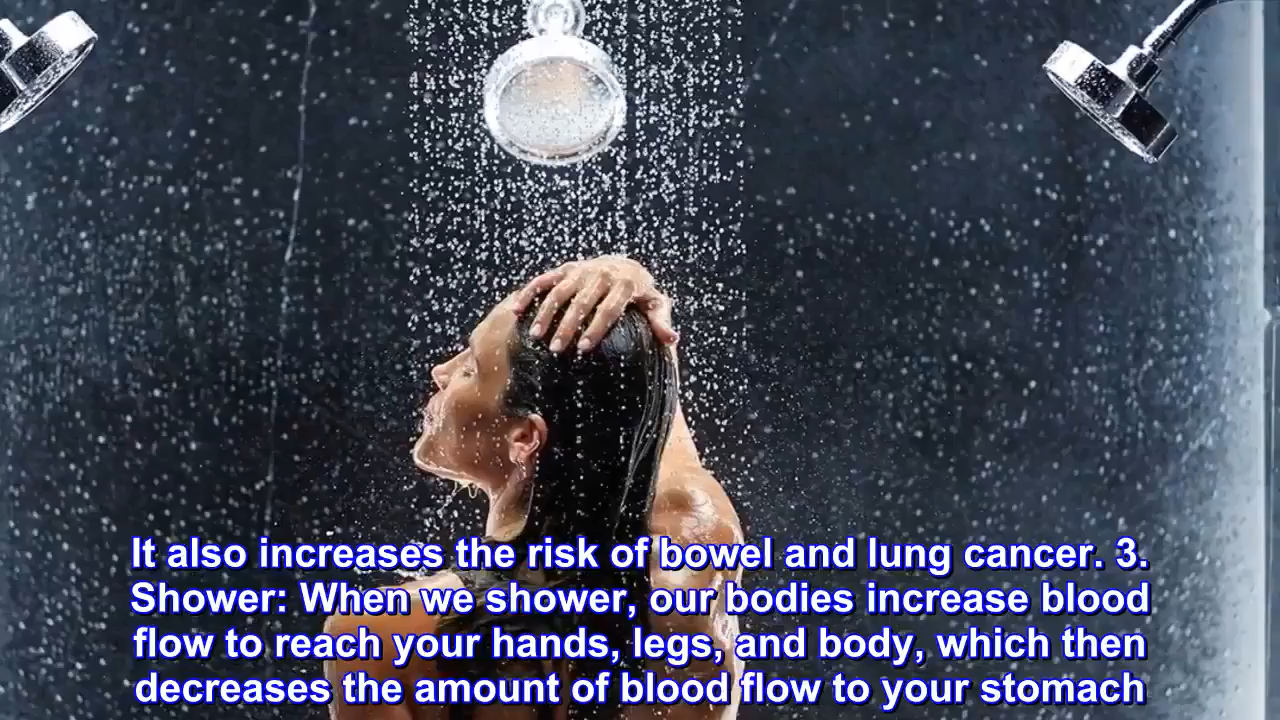 It also increases the risk of bowel and lung cancer. 3.
Shower: When we shower, our bodies increase blood
flow to reach your hands, legs, and body, which then
decreases the amount of blood flow to your stomach